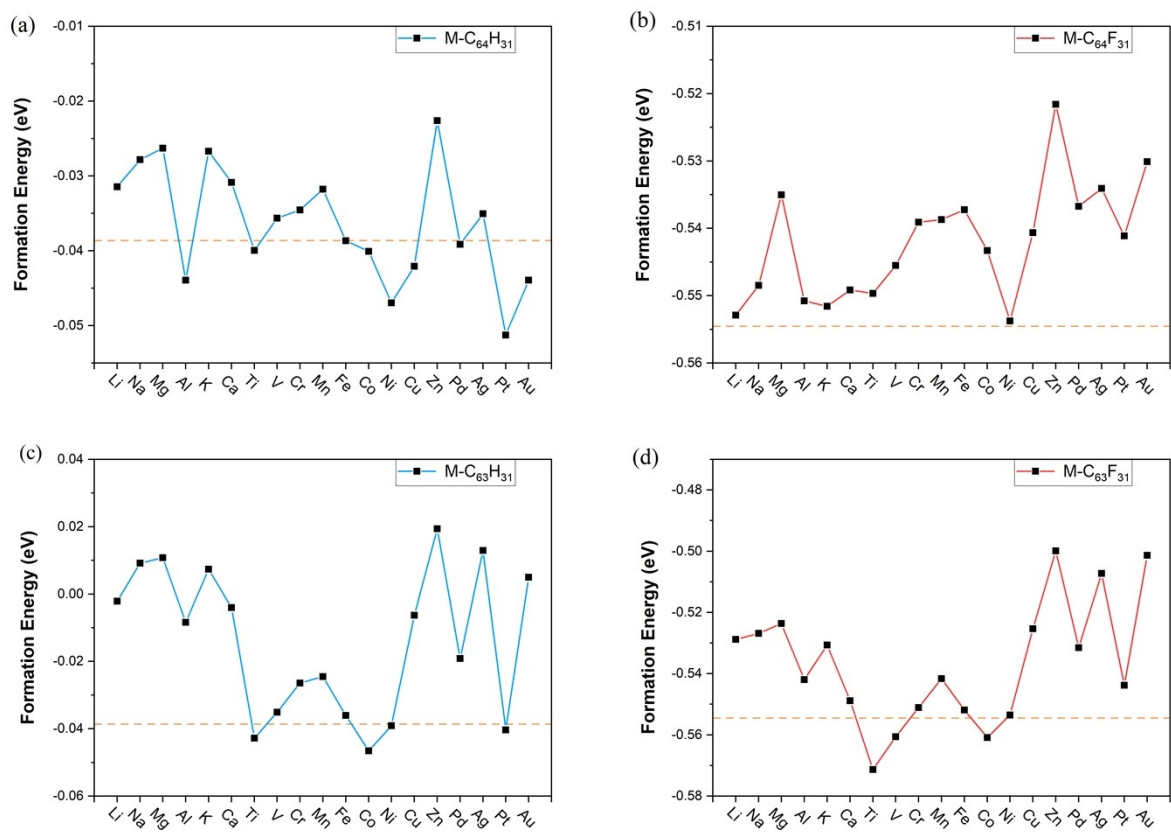 (a)
M-C₆₄H₃₁
Formation Energy (eV)
-0.01
-0.02
-0.03
-0.04
-0.05
Li Na Mg Al K Ca Ti V Cr Mn Fe Co Ni Cu Zn Pd Ag Pt Au
(b)
M-C₆₄F₃₁
Formation Energy (eV)
-0.51
-0.52
-0.53
-0.54
-0.55
-0.56
Li Na Mg Al K Ca Ti V Cr Mn Fe Co Ni Cu Zn Pd Ag Pt Au
(c)
M-C₆₃H₃₁
Formation Energy (eV)
0.04
0.02
0.00
-0.02
-0.04
-0.06
Li Na Mg Al K Ca Ti V Cr Mn Fe Co Ni Cu Zn Pd Ag Pt Au
(d)
M-C₆₃F₃₁
Formation Energy (eV)
-0.48
-0.50
-0.52
-0.54
-0.56
-0.58
Li Na Mg Al K Ca Ti V Cr Mn Fe Co Ni Cu Zn Pd Ag Pt Au